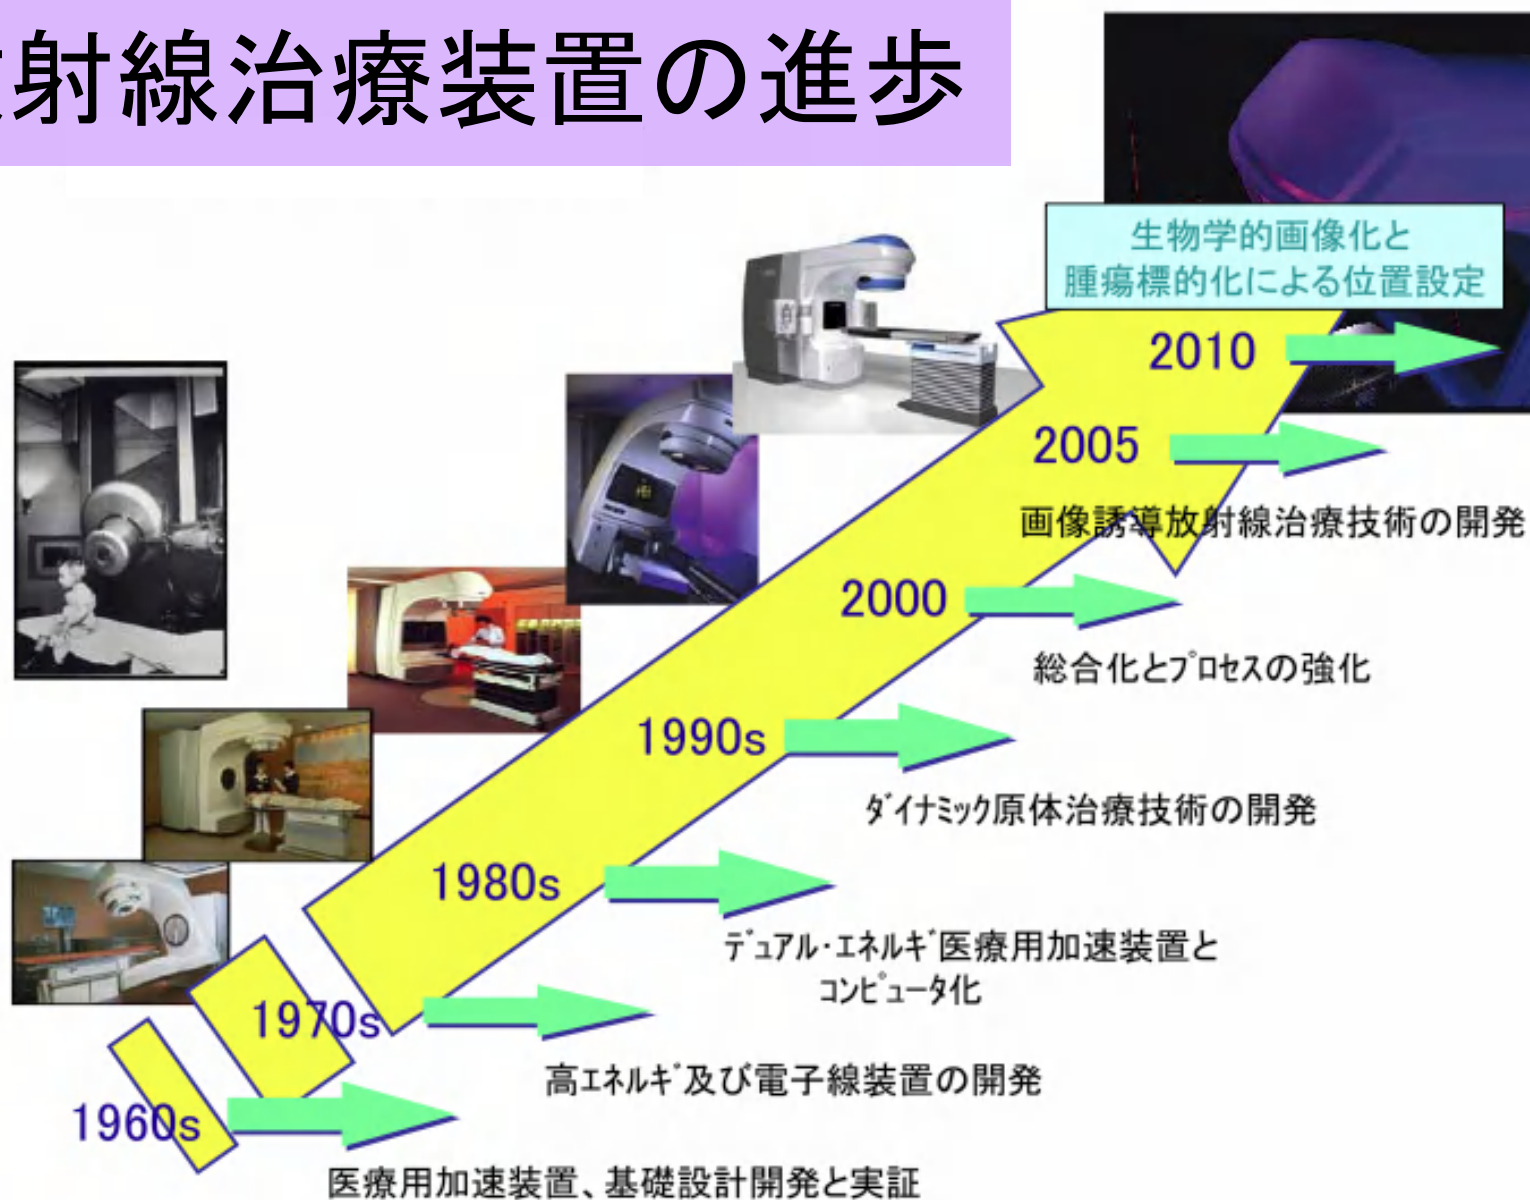 射線治療装置の進歩
生物学的画像化と
腫瘍標的化による位置設定
2010
2005
画像誘導放射線治療技術の開発
2000
総合化とﾌﾟﾛｾｽの強化
1990s
ﾀﾞｲﾅﾐｯｸ原体治療技術の開発
1980s
ﾃﾞｭｱﾙ･ｴﾈﾙｷﾞ医療用加速装置と
ｺﾝﾋﾟｭｰﾀ化
1970s
高ｴﾈﾙｷﾞ及び電子線装置の開発
1960s
医療用加速装置、基礎設計開発と実証